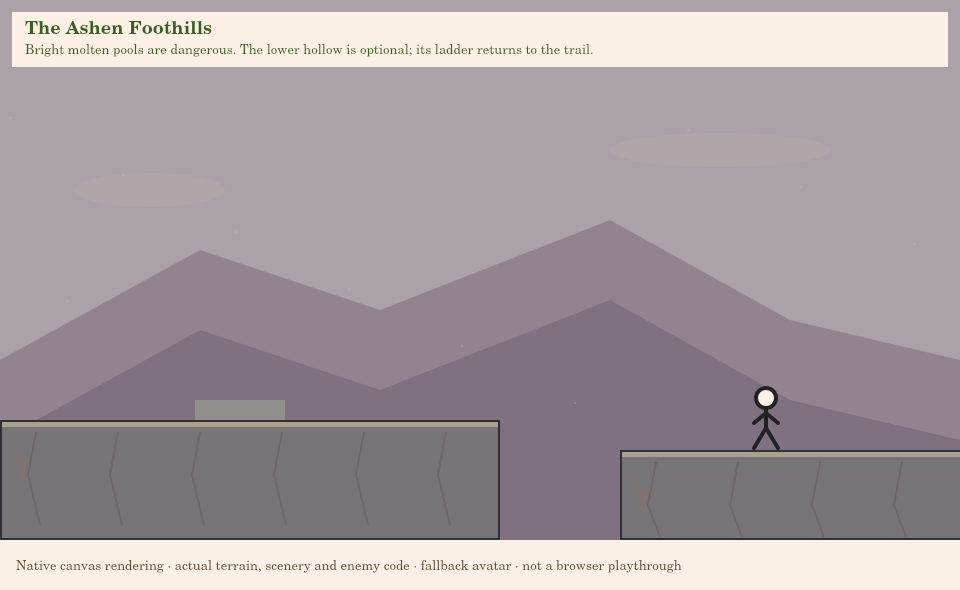 The Ashen Foothills
Bright molten pools are dangerous. The lower hollow is optional; its ladder returns to the trail.
Native canvas rendering · actual terrain, scenery and enemy code · fallback avatar · not a browser playthrough